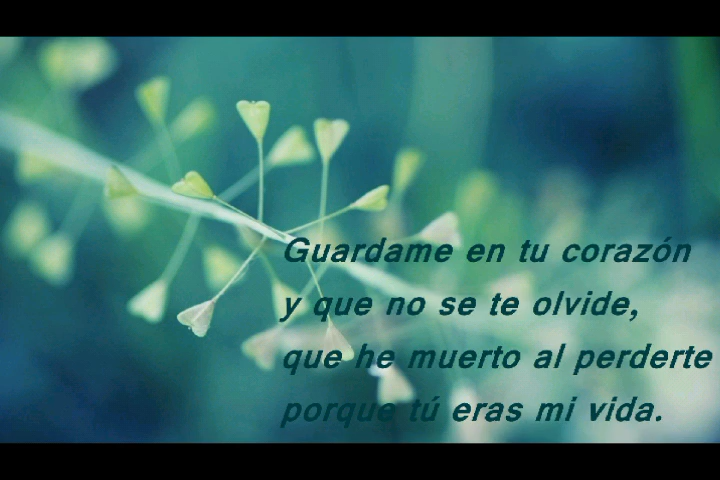 Guardame en tu corazón
y que no se te olvide,
que he muerto al perderte
porque tú eras mi vida.